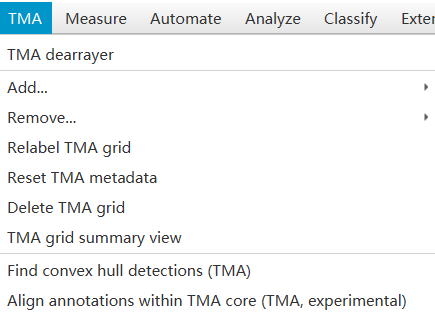 TMA Measure Automate Analyze Classify Exter
TMA dearrayer
Add...
Remove...
Relabel TMA grid
Reset TMA metadata
Delete TMA grid
TMA grid summary view
Find convex hull detections (TMA)
Align annotations within TMA core (TMA, experimental)